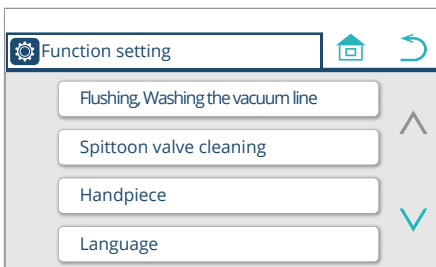 Function setting
Flushing, Washing the vacuum line
Spittoon valve cleaning
Handpiece
Language